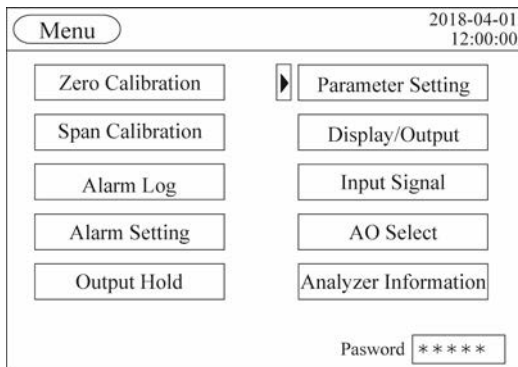 Menu
2018-04-01
12:00:00
Zero Calibration
Span Calibration
Alarm Log
Alarm Setting
Output Hold
Parameter Setting
Display/Output
Input Signal
AO Select
Analyzer Information
Pasword *****